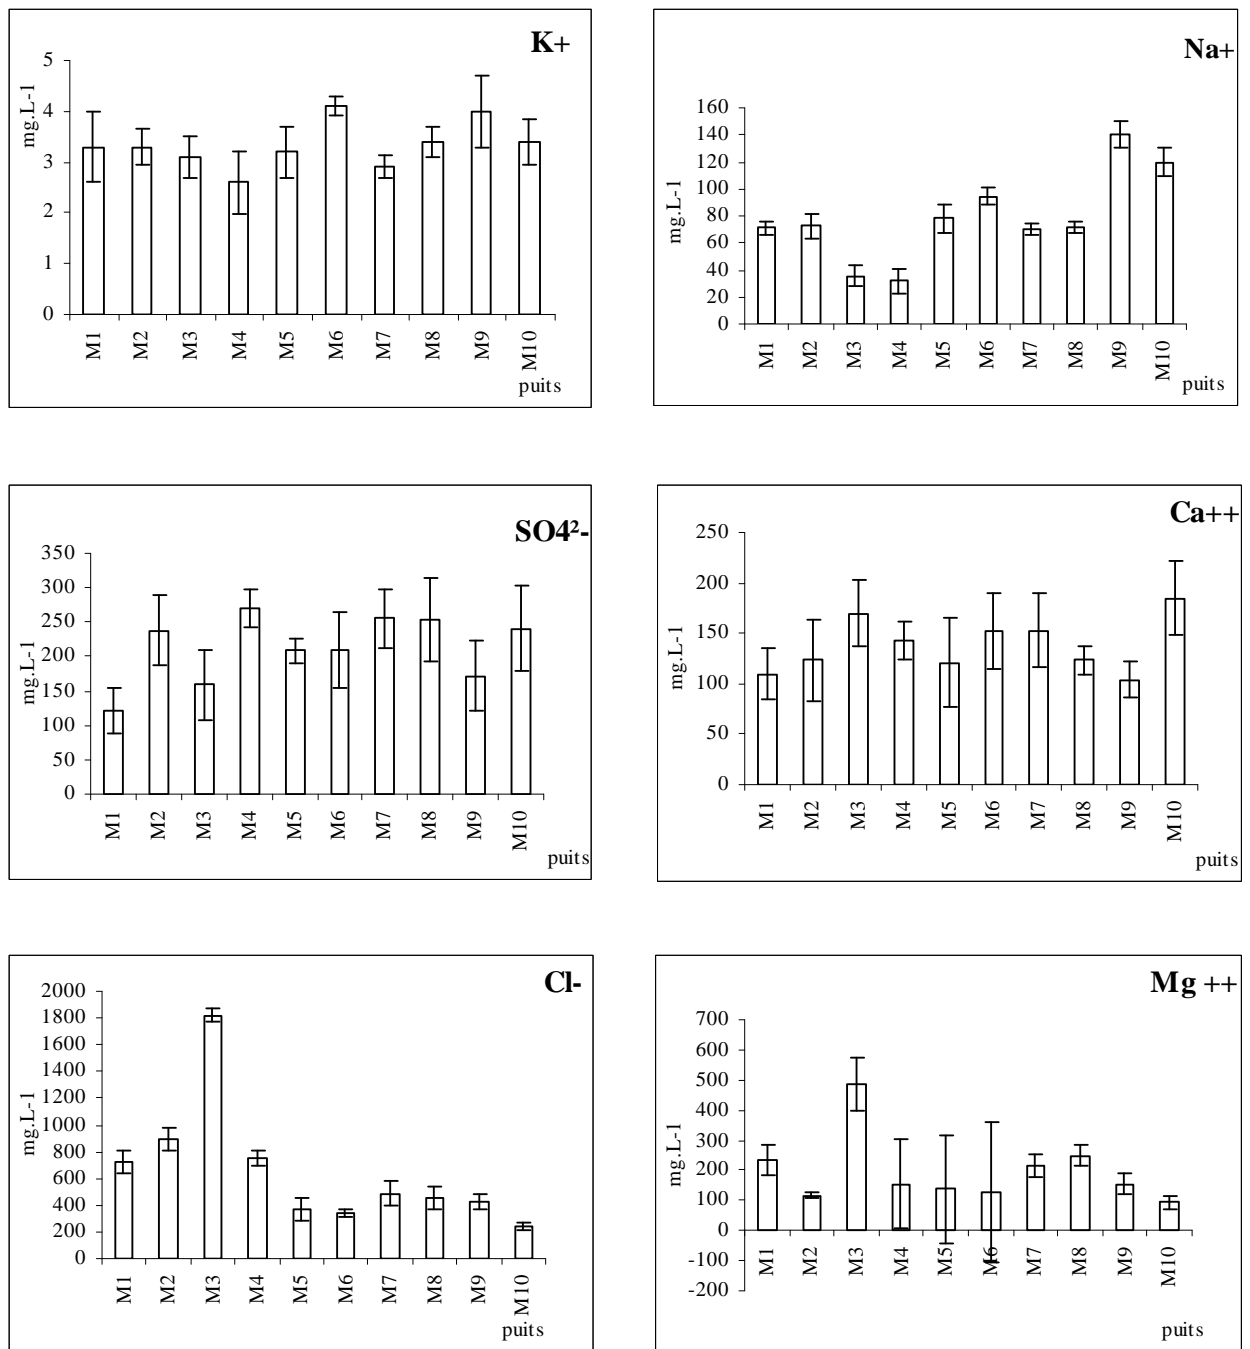 K+
mg.L-1
5
4
3
2
1
0
M1 M2 M3 M4 M5 M6 M7 M8 M9 M10
puits
Na+
mg.L-1
160
140
120
100
80
60
40
20
0
M1 M2 M3 M4 M5 M6 M7 M8 M9 M10
puits
SO4²-
mg.L-1
350
300
250
200
150
100
50
0
M1 M2 M3 M4 M5 M6 M7 M8 M9 M10
puits
Ca++
mg.L-1
250
200
150
100
50
0
M1 M2 M3 M4 M5 M6 M7 M8 M9 M10
puits
Cl-
mg.L-1
2000
1800
1600
1400
1200
1000
800
600
400
200
0
M1 M2 M3 M4 M5 M6 M7 M8 M9 M10
puits
Mg ++
mg.L-1
700
600
500
400
300
200
100
0
-100
-200
M1 M2 M3 M4 M5 M6 M7 M8 M9 M10
puits